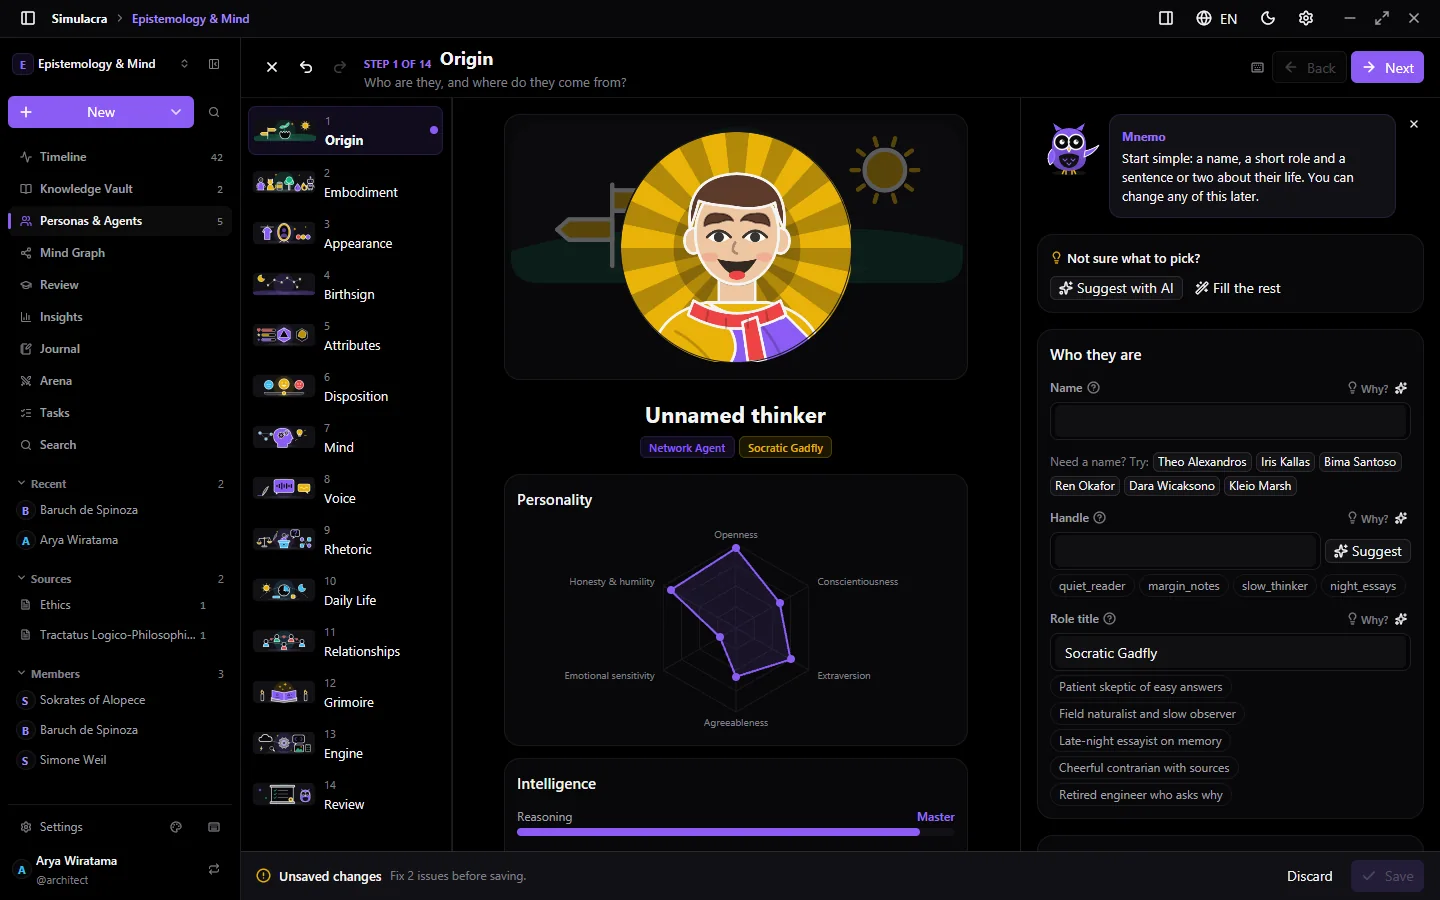 Simulacra
Epistemology & Mind
EN
E
Epistemology & Mind
New
Timeline 42
Knowledge Vault 2
Personas & Agents 5
Mind Graph
Review
Insights
Journal
Arena
Tasks
Search
Recent 2
B Baruch de Spinoza
A Arya Wiratama
Sources 2
Ethics 1
Tractatus Logico-Philosophi... 1
Members 3
S Sokrates of Alopece
B Baruch de Spinoza
S Simone Weil
Settings
A
Arya Wiratama
@architect
STEP 1 OF 14 Origin
Who are they, and where do they come from?
Back
Next
1
Origin
2
Embodiment
3
Appearance
4
Birthsign
5
Attributes
6
Disposition
7
Mind
8
Voice
9
Rhetoric
10
Daily Life
11
Relationships
12
Grimoire
13
Engine
14
Review
Unnamed thinker
Network Agent
Socratic Gadfly
Personality
Openness
Honesty & humility
Conscientiousness
Emotional sensitivity
Extraversion
Agreeableness
Intelligence
Reasoning Master
Mnemo
Start simple: a name, a short role and a
sentence or two about their life. You can
change any of this later.
Not sure what to pick?
Suggest with AI
Fill the rest
Who they are
Name Why?
Need a name? Try: Theo Alexandros Iris Kallas Bima Santoso
Ren Okafor Dara Wicaksono Kleio Marsh
Handle Why?
Suggest
quiet_reader margin_notes slow_thinker night_essays
Role title Why?
Socratic Gadfly
Patient skeptic of easy answers
Field naturalist and slow observer
Late-night essayist on memory
Cheerful contrarian with sources
Retired engineer who asks why
Unsaved changes Fix 2 issues before saving.
Discard
Save